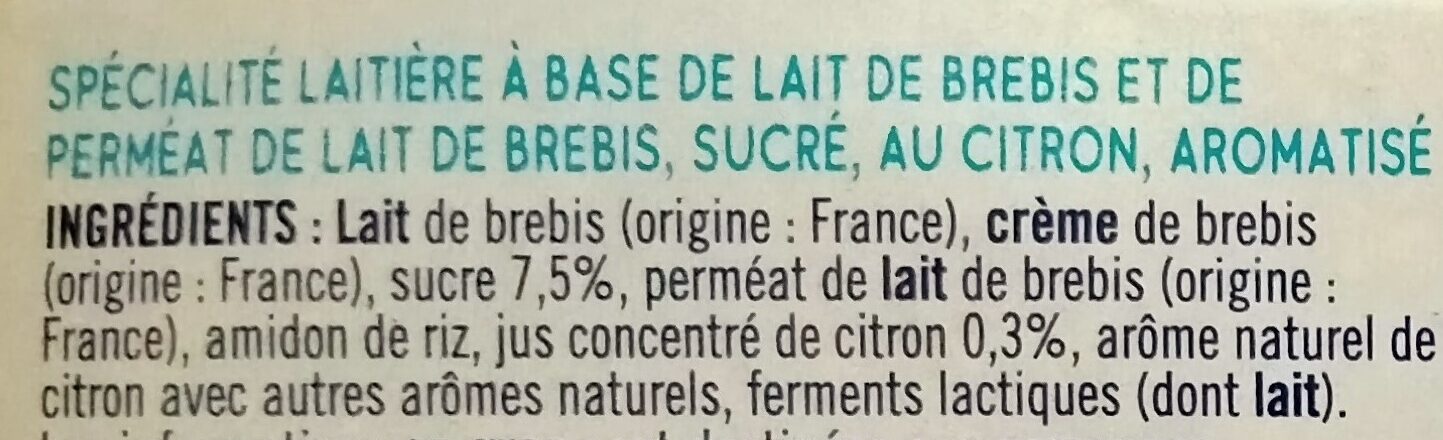 SPÉCIALITÉ LAITIÈRE À BASE DE LAIT DE BREBIS ET DE
PERMÉAT DE LAIT DE BREBIS, SUCRÉ, AU CITRON, AROMATISÉ
INGRÉDIENTS : Lait de brebis (origine : France), crème de brebis
(origine : France), sucre 7,5%, perméat de lait de brebis (origine :
France), amidon de riz, jus concentré de citron 0,3%, arôme naturel de
citron avec autres arômes naturels, ferments lactiques (dont lait).